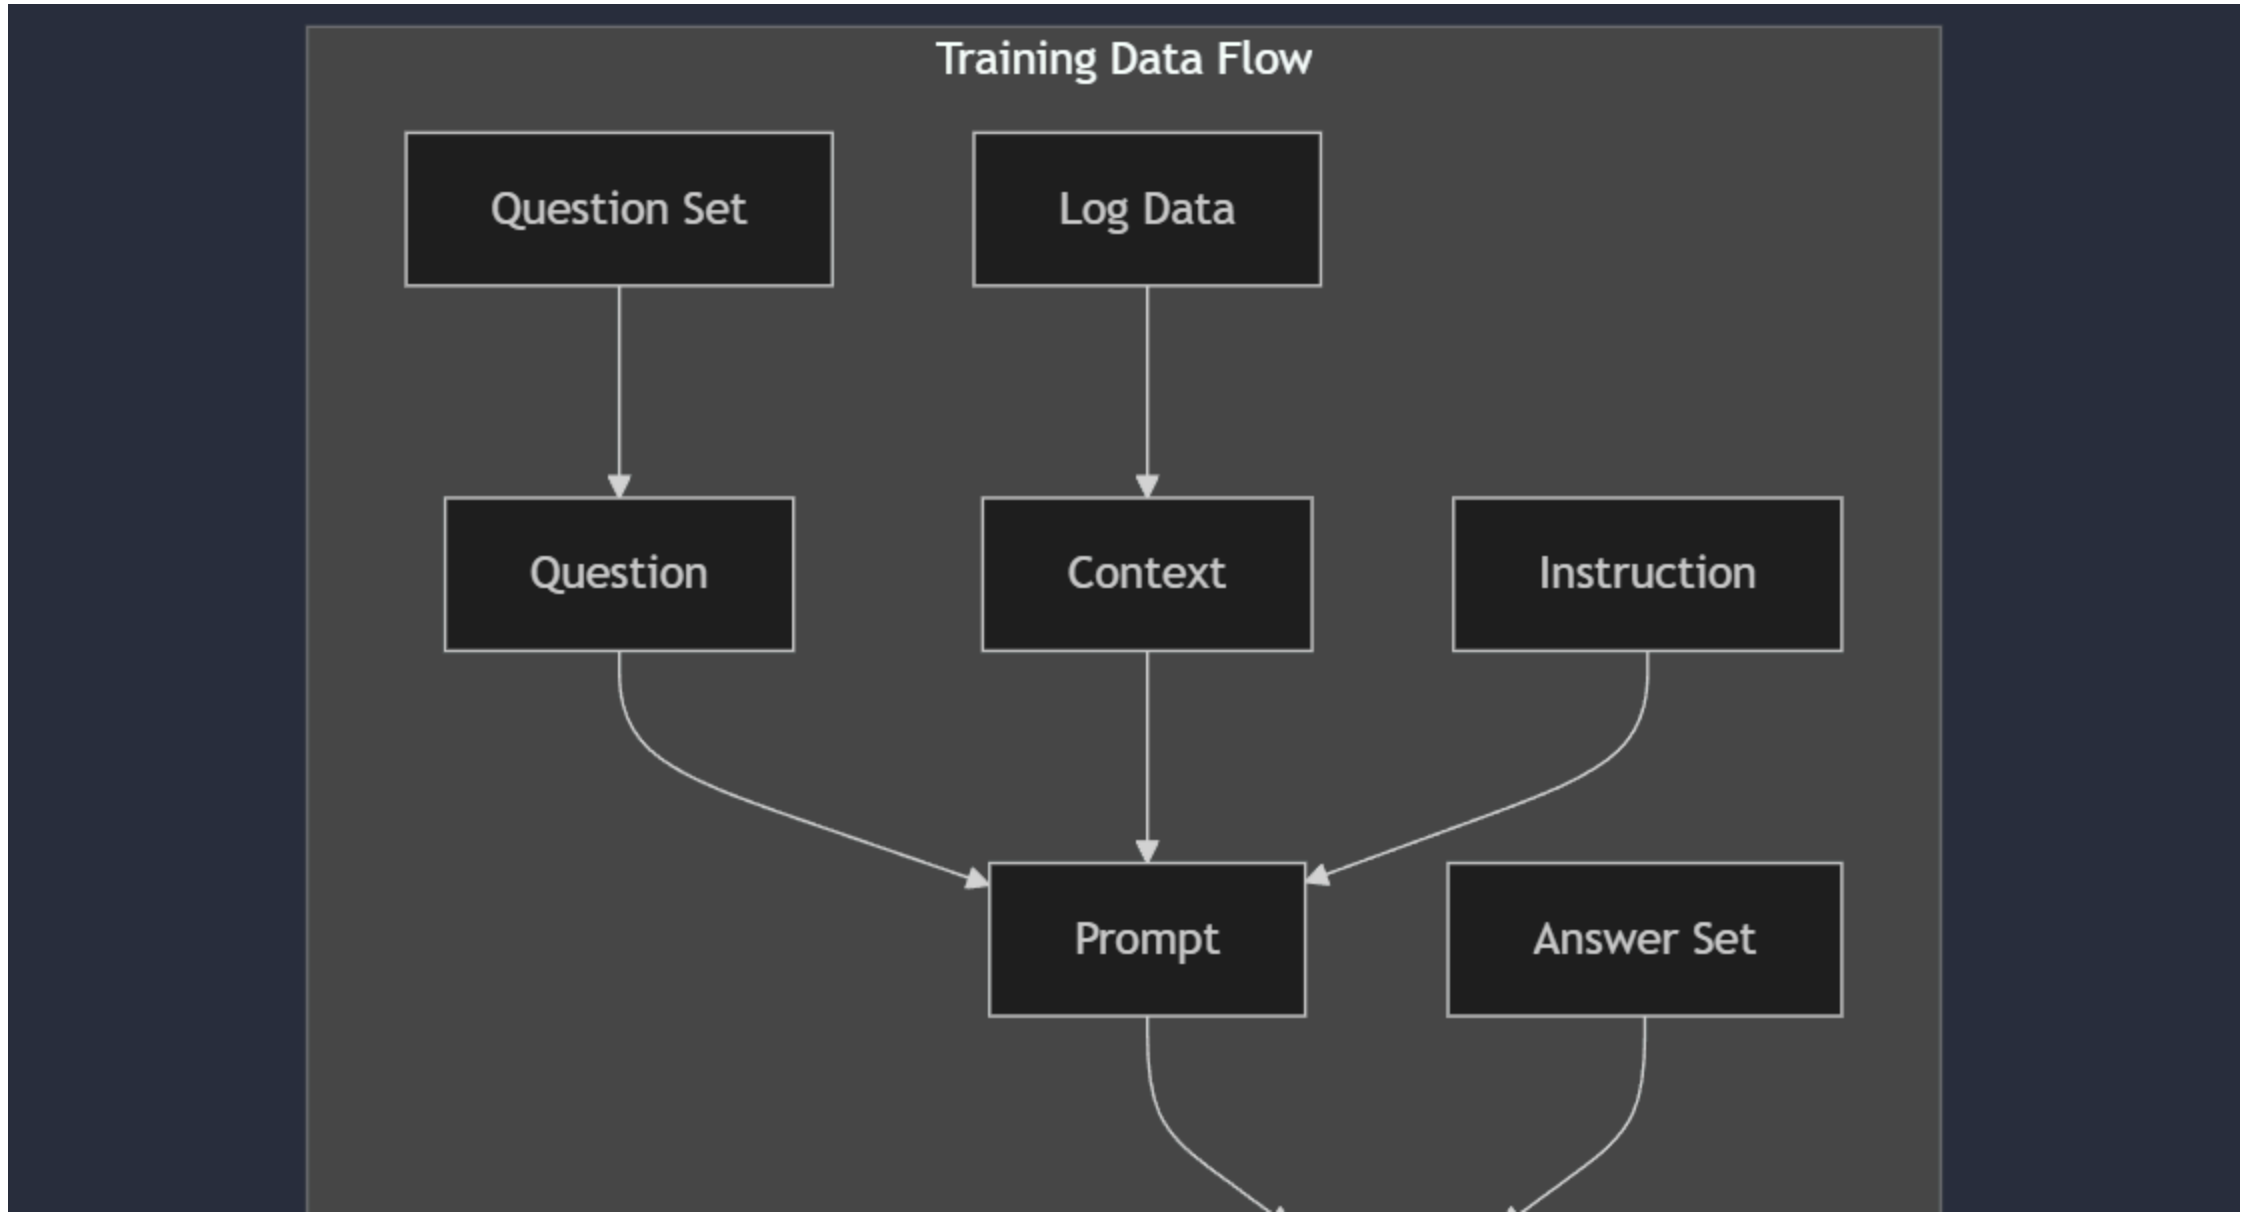 Training Data Flow
Question Set
Log Data
Question
Context
Instruction
Prompt
Answer Set